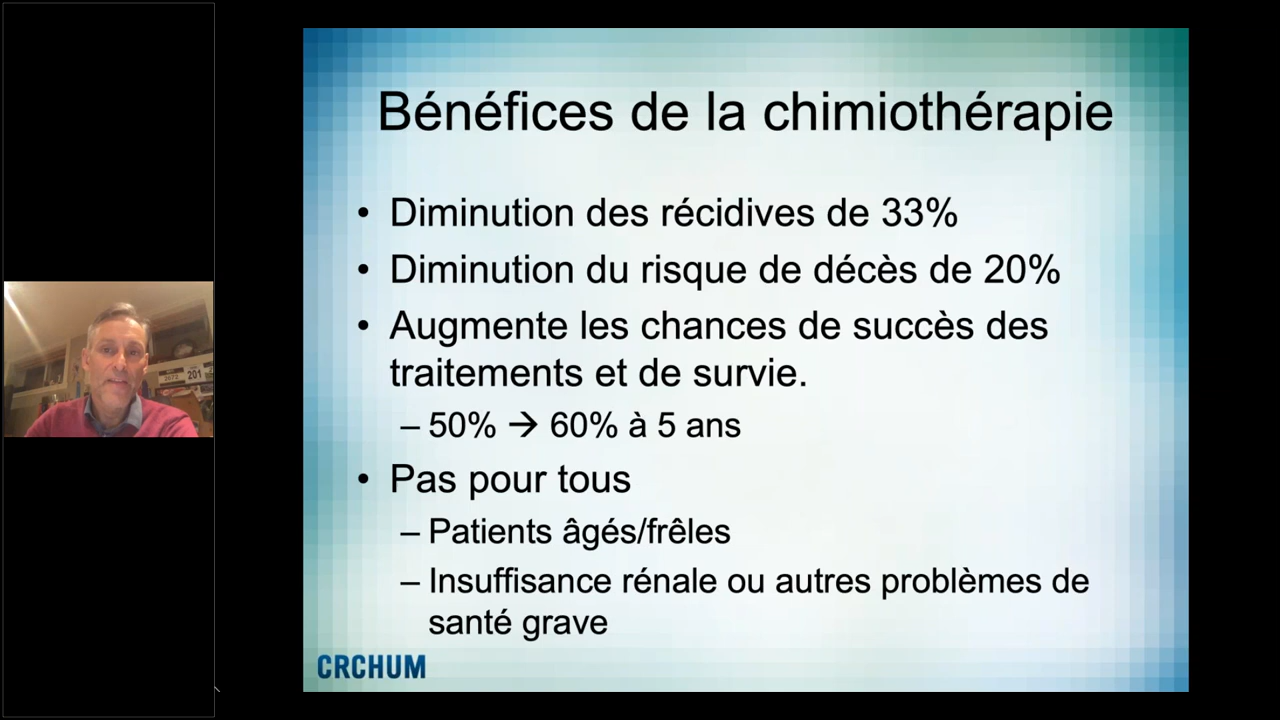 Bénéfices de la chimiothérapie
• Diminution des récidives de 33%
• Diminution du risque de décès de 20%
• Augmente les chances de succès des
traitements et de survie.
– 50% → 60% à 5 ans
• Pas pour tous
– Patients âgés/frêles
– Insuffisance rénale ou autres problèmes de
santé grave
CRCHUM
201